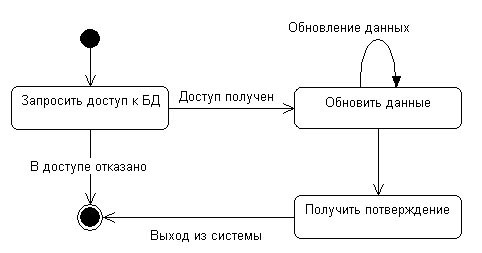 Обновление данных
Запросить доступ к БД
Доступ получен
Обновить данные
В доступе отказано
Получить потверждение
Выход из системы